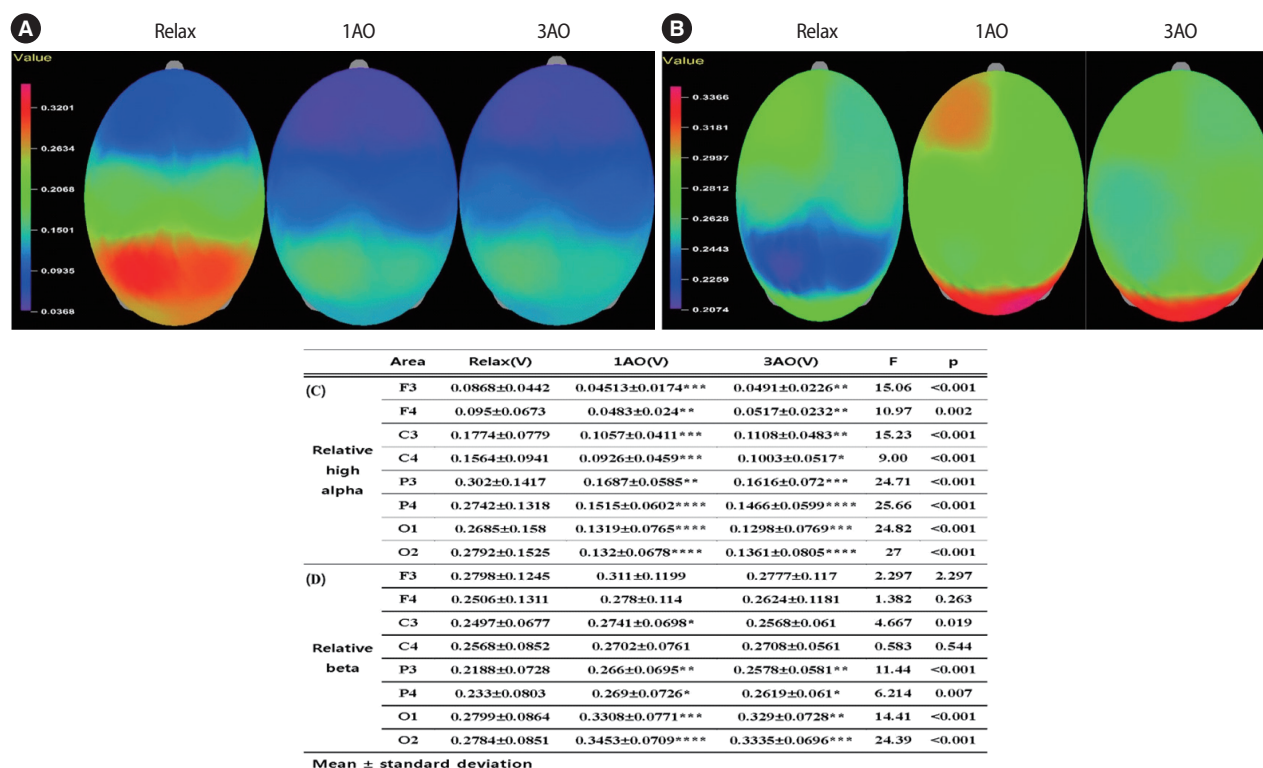 A Relax 1AO 3AO B Relax 1AO 3AO
Value Value
0.3201 0.3366
0.2634 0.3181
0.2068 0.2997
0.1501 0.2812
0.0935 0.2628
0.0368 0.2443
0.2259
0.2074
Area Relax(V) 1AO(V) 3AO(V) F p
(C) F3 0.0868±0.0442 0.04513±0.0174*** 0.0491±0.0226** 15.06 <0.001
F4 0.095±0.0673 0.0483±0.024** 0.0517±0.0232** 10.97 0.002
C3 0.1774±0.0779 0.1057±0.0411*** 0.1108±0.0483** 15.23 <0.001
Relative high alpha C4 0.1564±0.0941 0.0926±0.0459*** 0.1003±0.0517* 9.00 <0.001
P3 0.302±0.1417 0.1687±0.0585** 0.1616±0.072*** 24.71 <0.001
P4 0.2742±0.1318 0.1515±0.0602**** 0.1466±0.0599**** 25.66 <0.001
O1 0.2685±0.158 0.1319±0.0765**** 0.1298±0.0769*** 24.82 <0.001
O2 0.2792±0.1525 0.132±0.0678**** 0.1361±0.0805**** 27 <0.001
(D) F3 0.2798±0.1245 0.311±0.1199 0.2777±0.117 2.297 2.297
F4 0.2506±0.1311 0.278±0.114 0.2624±0.1181 1.382 0.263
C3 0.2497±0.0677 0.2741±0.0698* 0.2568±0.061 4.667 0.019
Relative beta C4 0.2568±0.0852 0.2702±0.0761 0.2708±0.0561 0.583 0.544
P3 0.2188±0.0728 0.266±0.0695** 0.2578±0.0581** 11.44 <0.001
P4 0.233±0.0803 0.269±0.0726* 0.2619±0.061* 6.214 0.007
O1 0.2799±0.0864 0.3308±0.0771*** 0.329±0.0728** 14.41 <0.001
O2 0.2784±0.0851 0.3453±0.0709**** 0.3335±0.0696*** 24.39 <0.001
Mean ± standard deviation